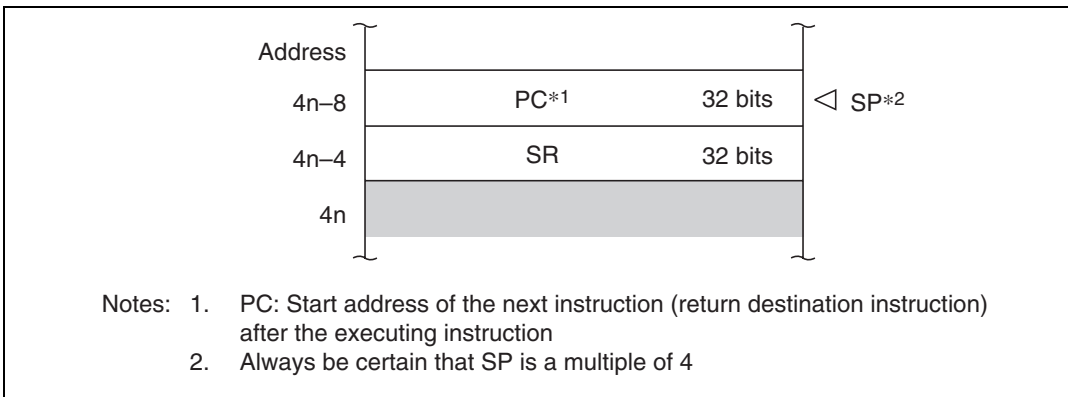 Address
4n–8 PC*1 32 bits SP*2
4n–4 SR 32 bits
4n
Notes: 1. PC: Start address of the next instruction (return destination instruction)
after the executing instruction
2. Always be certain that SP is a multiple of 4